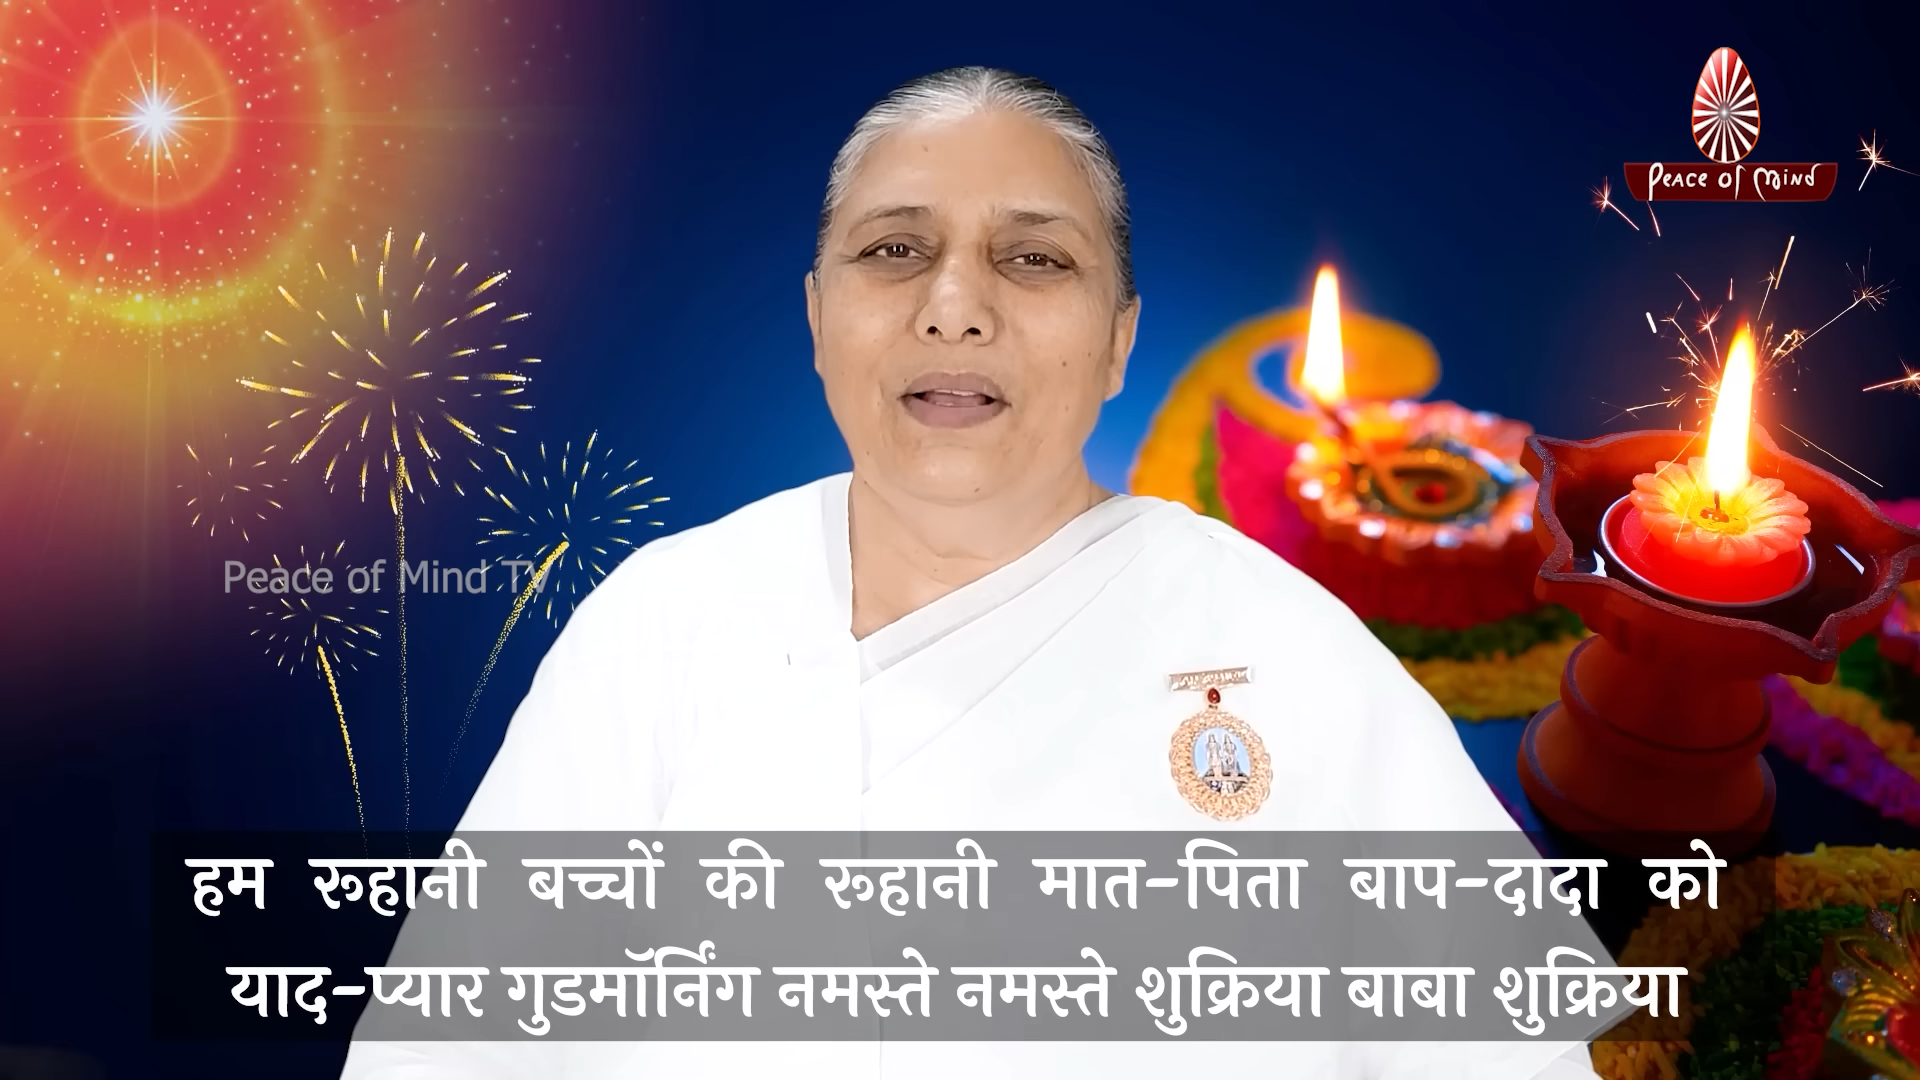 Peace of Mind
Peace of Mind TV
हम रूहानी बच्चों की रूहानी मात-पिता बाप-दादा को
याद-प्यार गुडमॉर्निंग नमस्ते नमस्ते शुक्रिया बाबा शुक्रिया